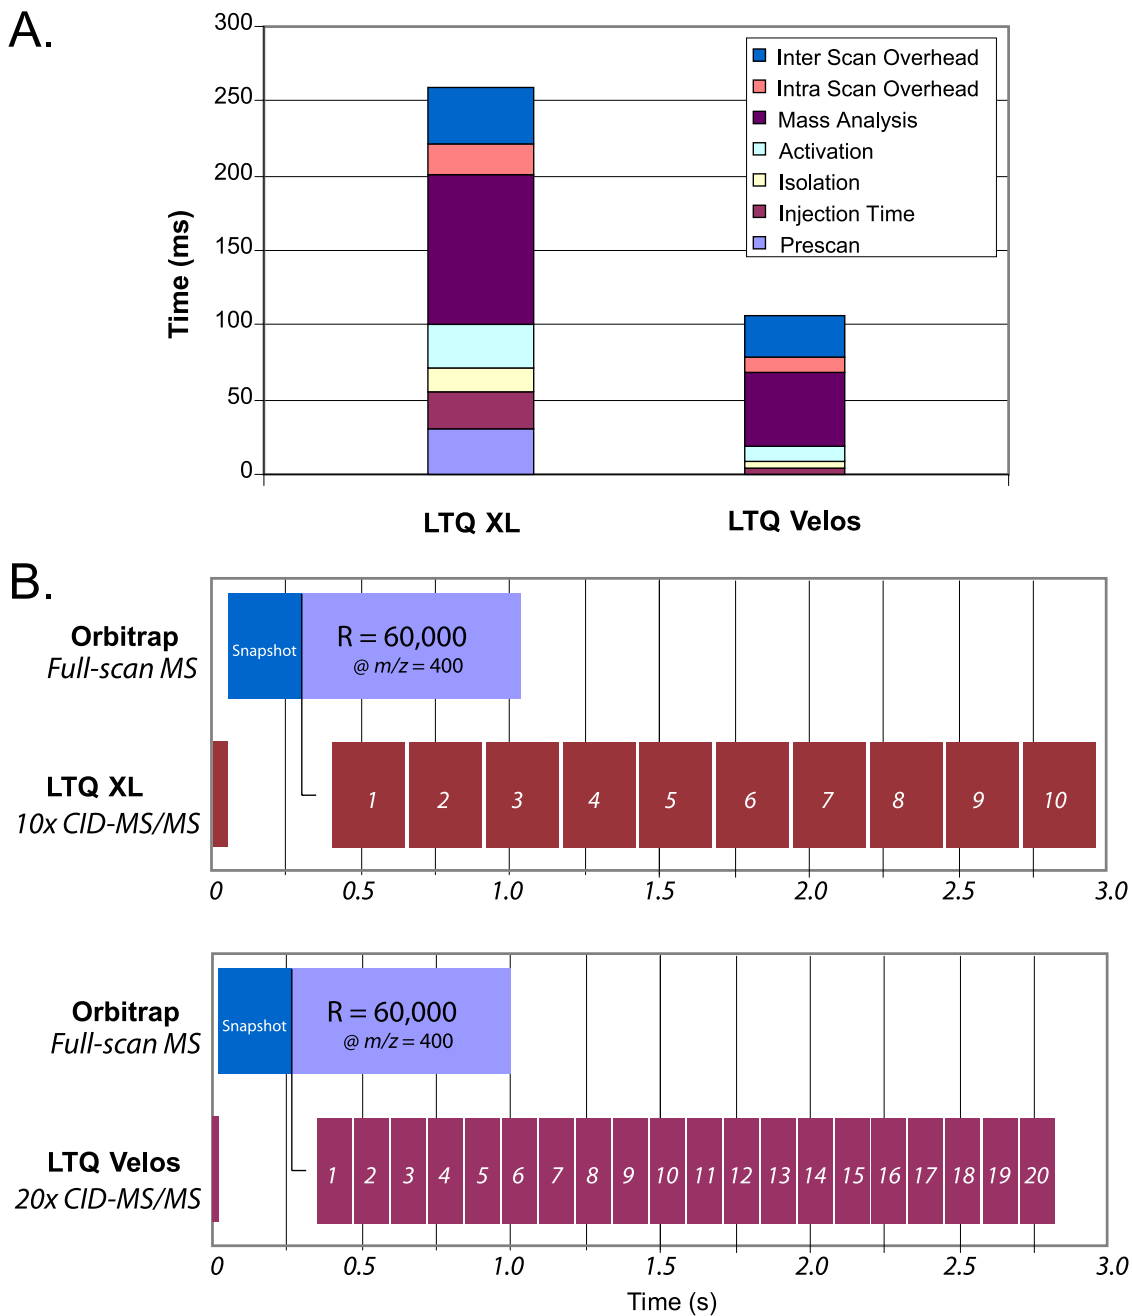 A.
300
250
200
150
100
50
0
Time (ms)
Inter Scan Overhead
Intra Scan Overhead
Mass Analysis
Activation
Isolation
Injection Time
Prescan
LTQ XL
LTQ Velos
B.
Orbitrap
Full-scan MS
Snapshot
R = 60,000
@ m/z = 400
LTQ XL
10x CID-MS/MS
1 2 3 4 5 6 7 8 9 10
0 0.5 1.0 1.5 2.0 2.5 3.0
Orbitrap
Full-scan MS
Snapshot
R = 60,000
@ m/z = 400
LTQ Velos
20x CID-MS/MS
1 2 3 4 5 6 7 8 9 10 11 12 13 14 15 16 17 18 19 20
0 0.5 1.0 1.5 2.0 2.5 3.0
Time (s)